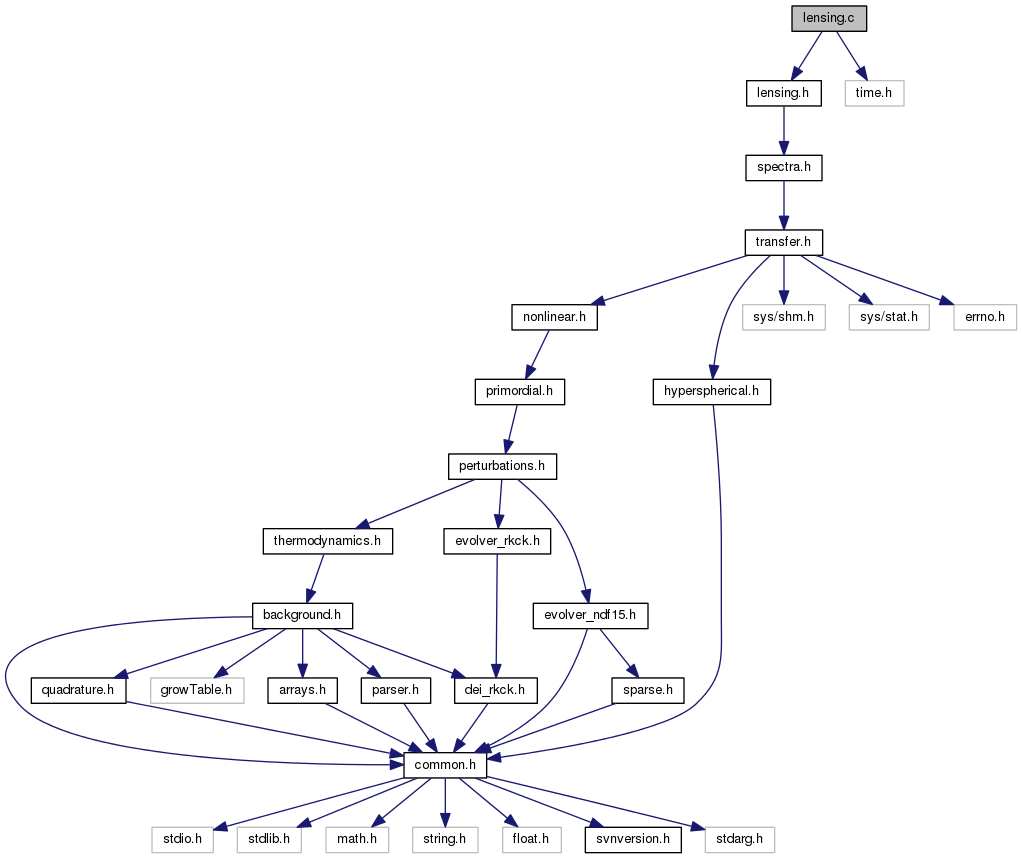 lensing.c
lensing.h
time.h
spectra.h
transfer.h
nonlinear.h
sys/shm.h
sys/stat.h
errno.h
primordial.h
hyperspherical.h
perturbations.h
thermodynamics.h
evolver_rkck.h
background.h
evolver_ndf15.h
quadrature.h
growTable.h
arrays.h
parser.h
dei_rkck.h
sparse.h
common.h
stdio.h
stdlib.h
math.h
string.h
float.h
svnversion.h
stdarg.h